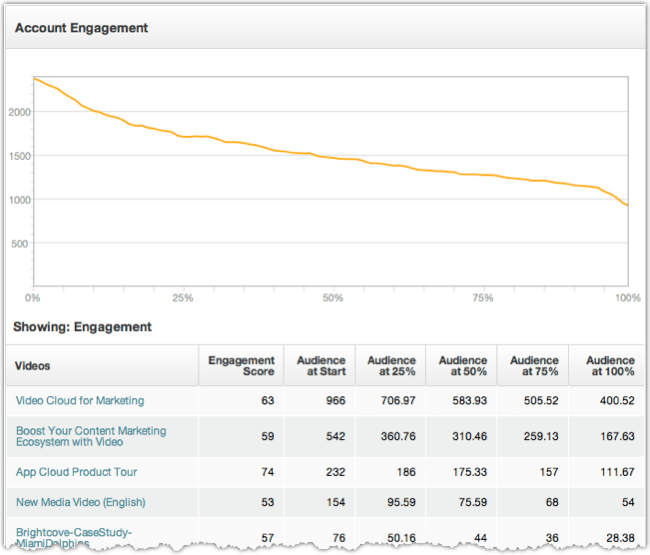 Account Engagement
2000
1500
1000
500
0%
25%
50%
75%
100%
Showing: Engagement
Videos Engagement Score Audience at Start Audience at 25% Audience at 50% Audience at 75% Audience at 100%
Video Cloud for Marketing 63 966 706.97 583.93 505.52 400.52
Boost Your Content Marketing
Ecosystem with Video 59 542 360.76 310.46 259.13 167.63
App Cloud Product Tour 74 232 186 175.33 157 111.67
New Media Video (English) 53 154 95.59 75.59 68 54
Brightcove-CaseStudy-
MiamiDolphins 57 76 50.16 44 36 28.38